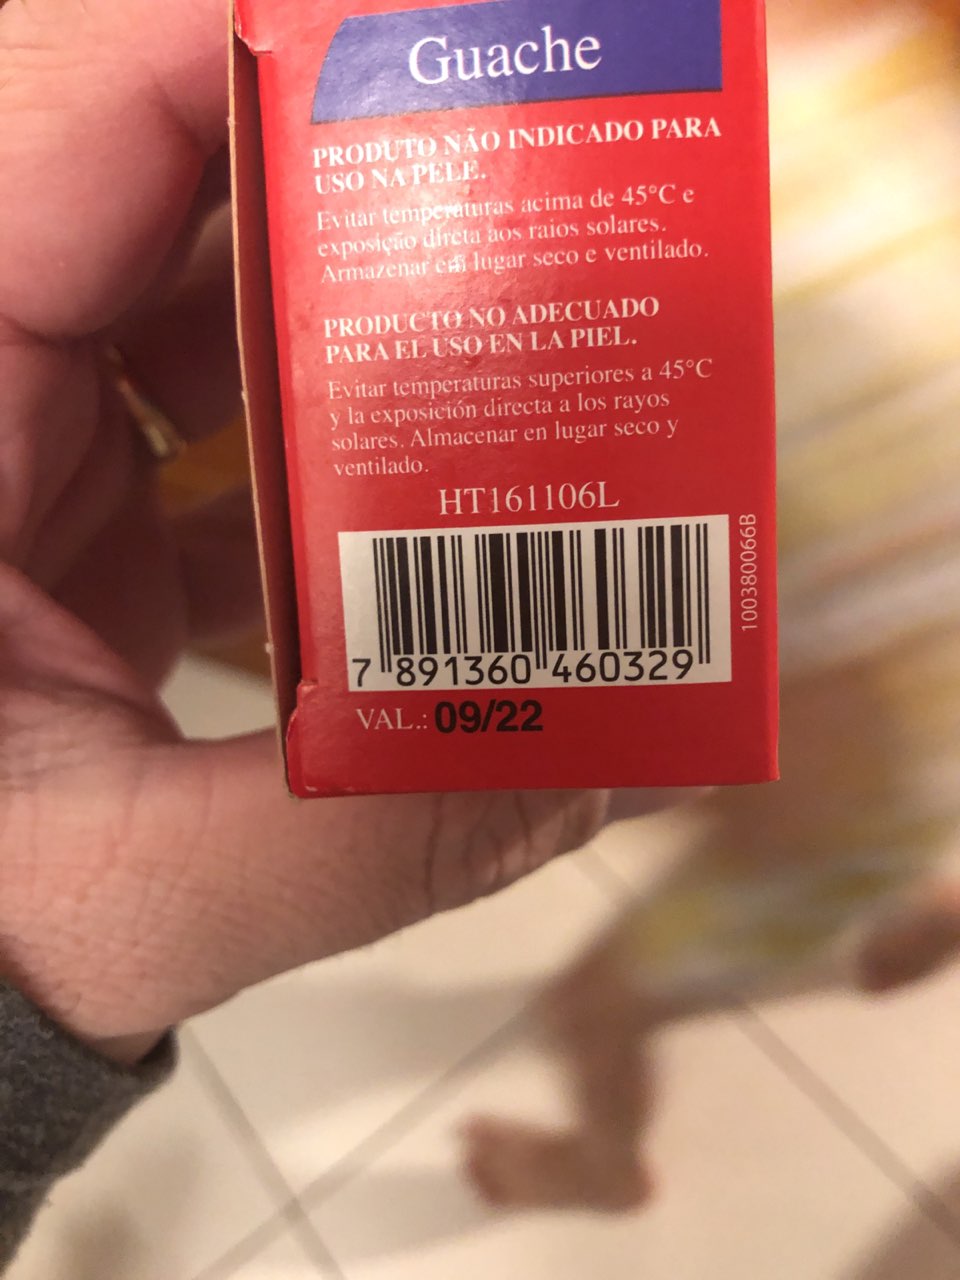 Guache
PRODUTO NÃO INDICADO PARA
USO NA PELE.
Evitar temperaturas acima de 45°C e
exposição direta aos raios solares.
Armazenar em lugar seco e ventilado.
PRODUCTO NO ADECUADO
PARA EL USO EN LA PIEL.
Evitar temperaturas superiores a 45°C
y la exposición directa a los rayos
solares. Almacenar en lugar seco y
ventilado.
HT161106L
7 891360 460329
100380066B
VAL.: 09/22